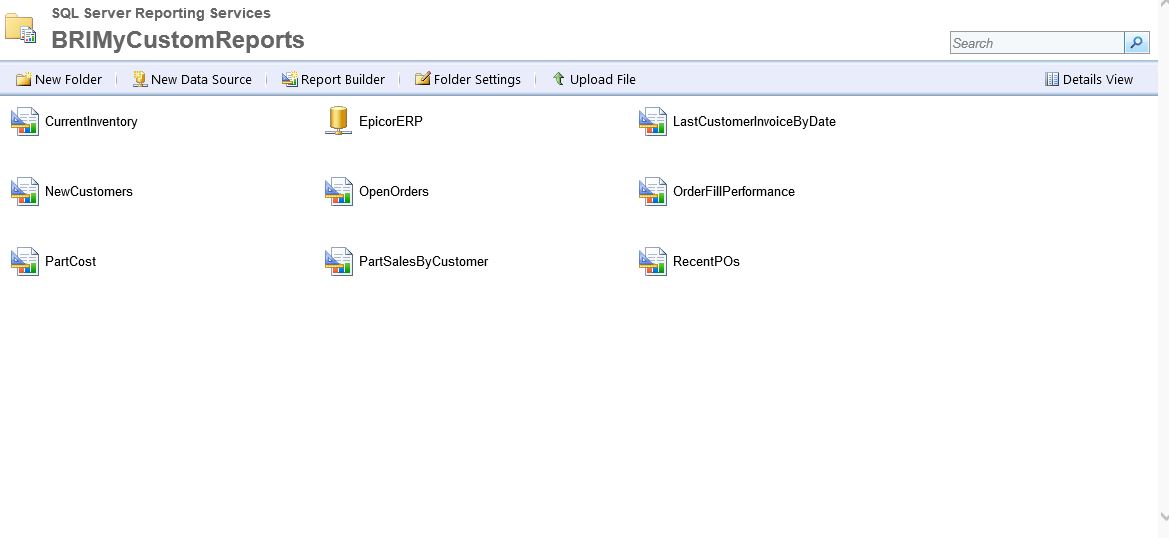 SQL Server Reporting Services
BRIMyCustomReports
Search
New Folder New Data Source Report Builder Folder Settings Upload File Details View
CurrentInventory EpicorERP LastCustomerInvoiceByDate
NewCustomers OpenOrders OrderFillPerformance
PartCost PartSalesByCustomer RecentPOs